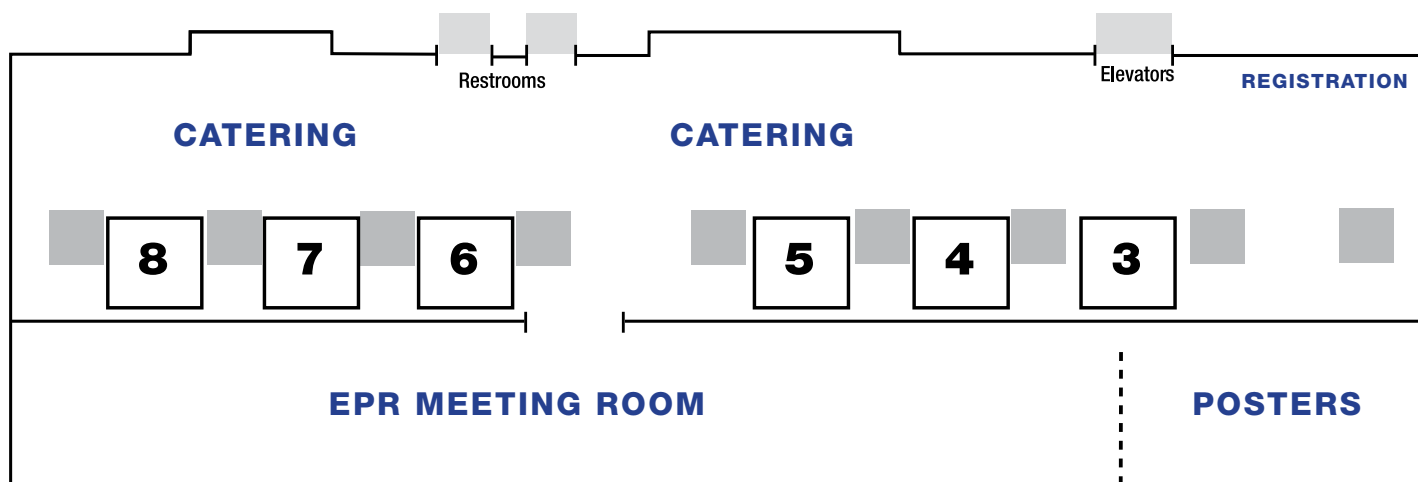 Restrooms
Elevators
REGISTRATION
CATERING
CATERING
8
7
6
5
4
3
EPR MEETING ROOM
POSTERS